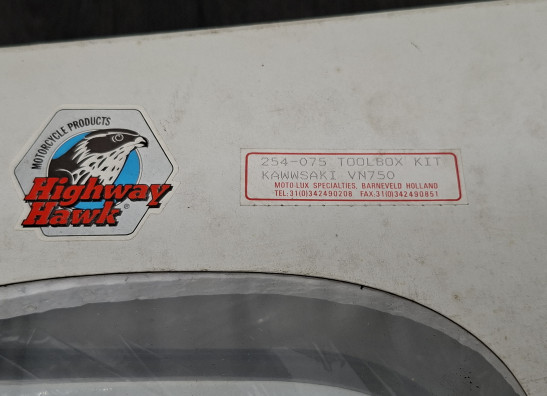 MOTORCYCLE PRODUCTS
Highway
Hawk
©
254-075 TOOLBOX KIT
KAWWSAKI VN750
MOTO-LUX SPECIALTIES, BARNEVELD HOLLAND
TEL:31(0)342490208 FAX:31(0)342490851